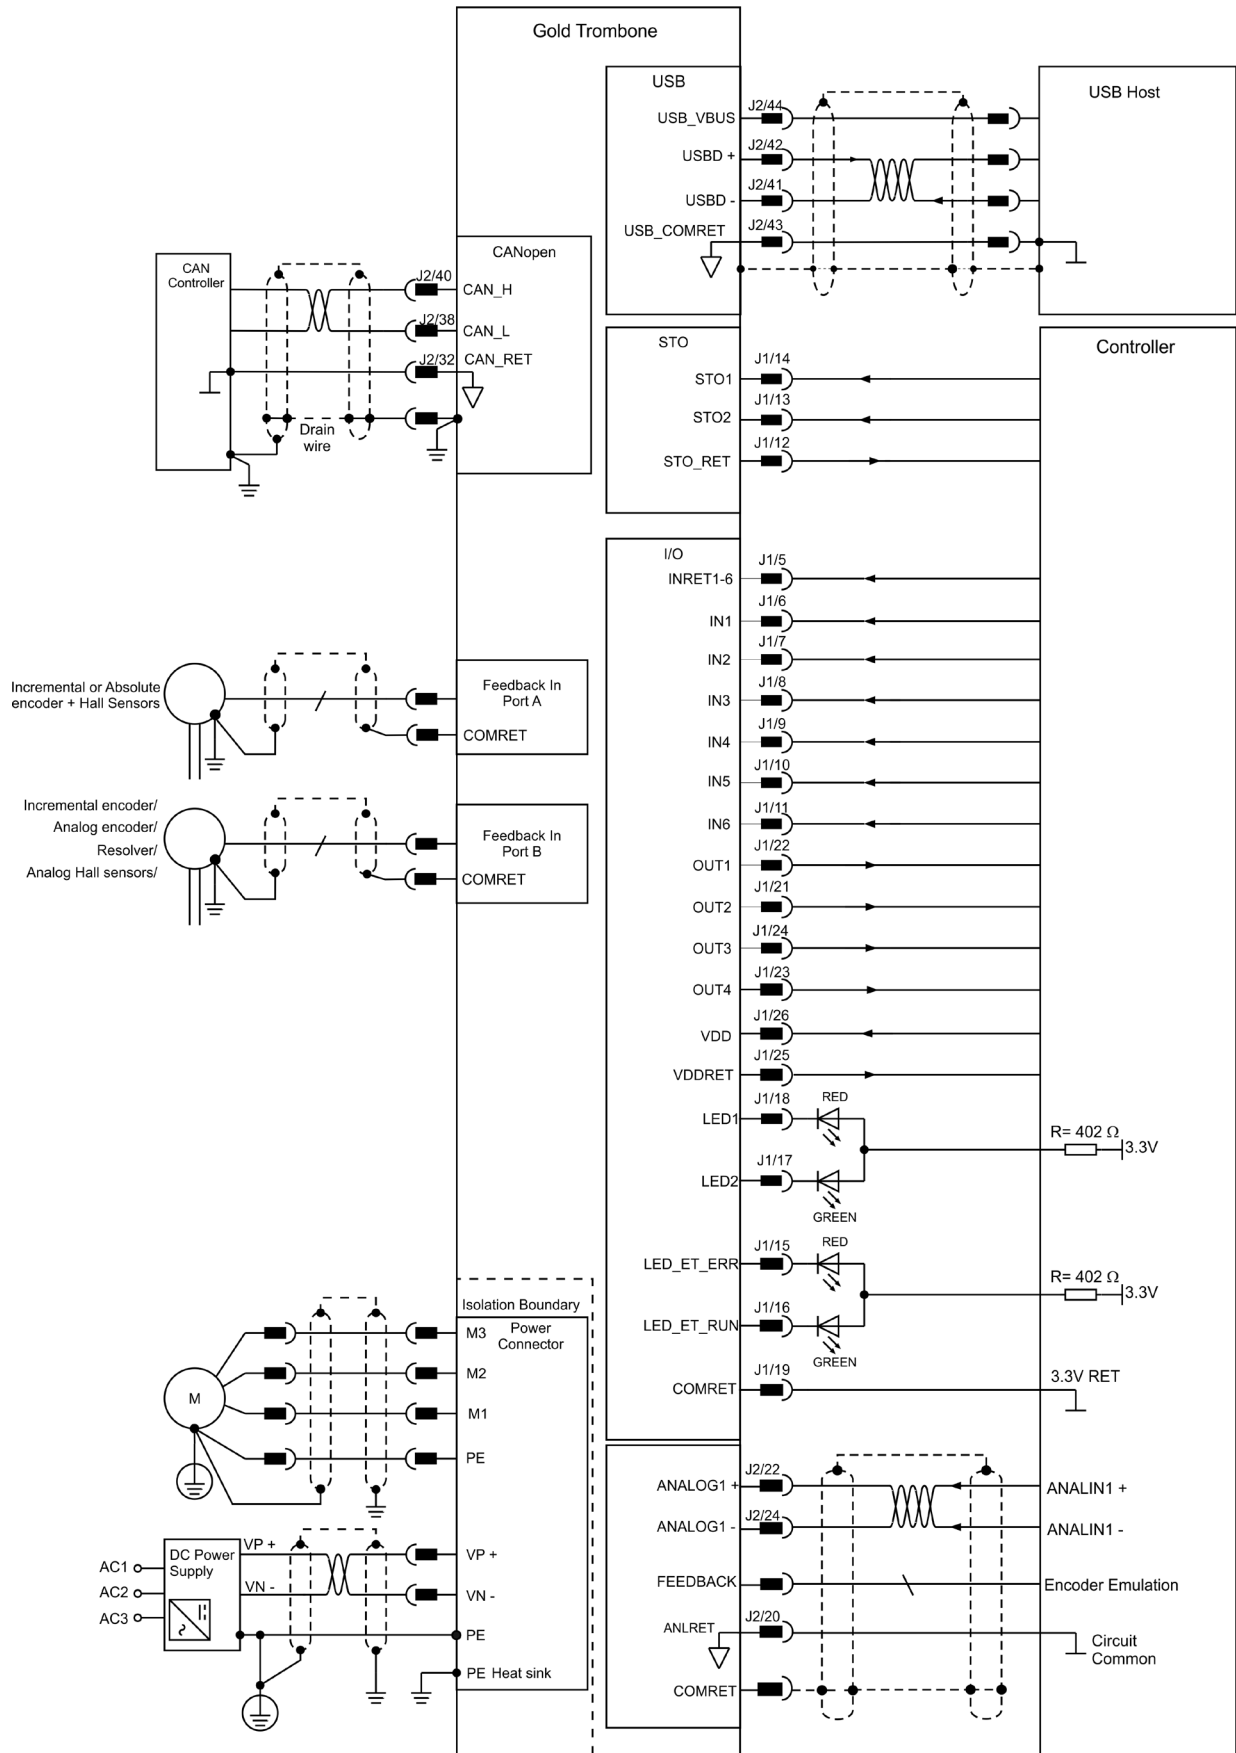 Gold Trombone
USB
USB Host
USB_VBUS
J2/44
USBD +
J2/42
USBD -
J2/41
USB_COMRET
J2/43
CANopen
CAN
Controller
J2/40
CAN_H
J2/38
CAN_L
J2/32
CAN_RET
Drain
wire
STO
Controller
STO1
J1/14
STO2
J1/13
STO_RET
J1/12
I/O
INRET1-6
J1/5
IN1
J1/6
IN2
J1/7
IN3
J1/8
IN4
J1/9
IN5
J1/10
IN6
J1/11
OUT1
J1/22
OUT2
J1/21
OUT3
J1/24
OUT4
J1/23
VDD
J1/26
VDDRET
J1/25
LED1
J1/18
RED
LED2
J1/17
GREEN
R= 402 Ω
3.3V
LED_ET_ERR
J1/15
RED
LED_ET_RUN
J1/16
GREEN
R= 402 Ω
3.3V
COMRET
J1/19
3.3V RET
Incremental or Absolute
encoder + Hall Sensors
Feedback In
Port A
COMRET
Incremental encoder/
Analog encoder/
Resolver/
Analog Hall sensors/
Feedback In
Port B
COMRET
Isolation Boundary
Power
Connector
M
M3
M2
M1
PE
DC Power
Supply
AC1
AC2
AC3
VP +
VN -
VP +
VN -
PE
PE Heat sink
ANALOG1 +
J2/22
ANALIN1 +
ANALOG1 -
J2/24
ANALIN1 -
FEEDBACK
Encoder Emulation
ANLRET
J2/20
Circuit
Common
COMRET